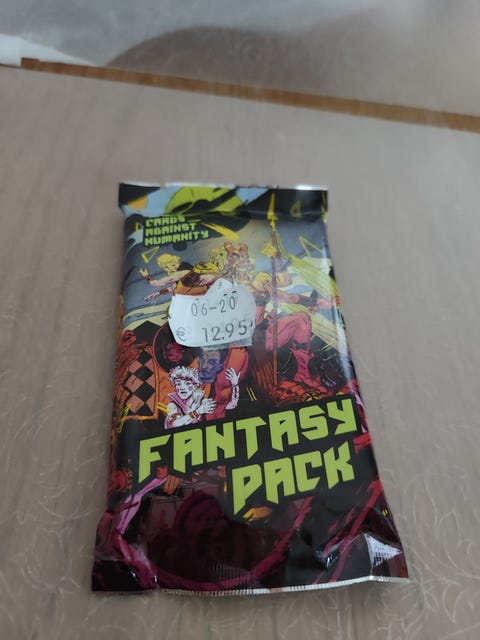 CARDS
AGAINST
HUMANITY
06-20
€ 12.95
FANTASY
PACK